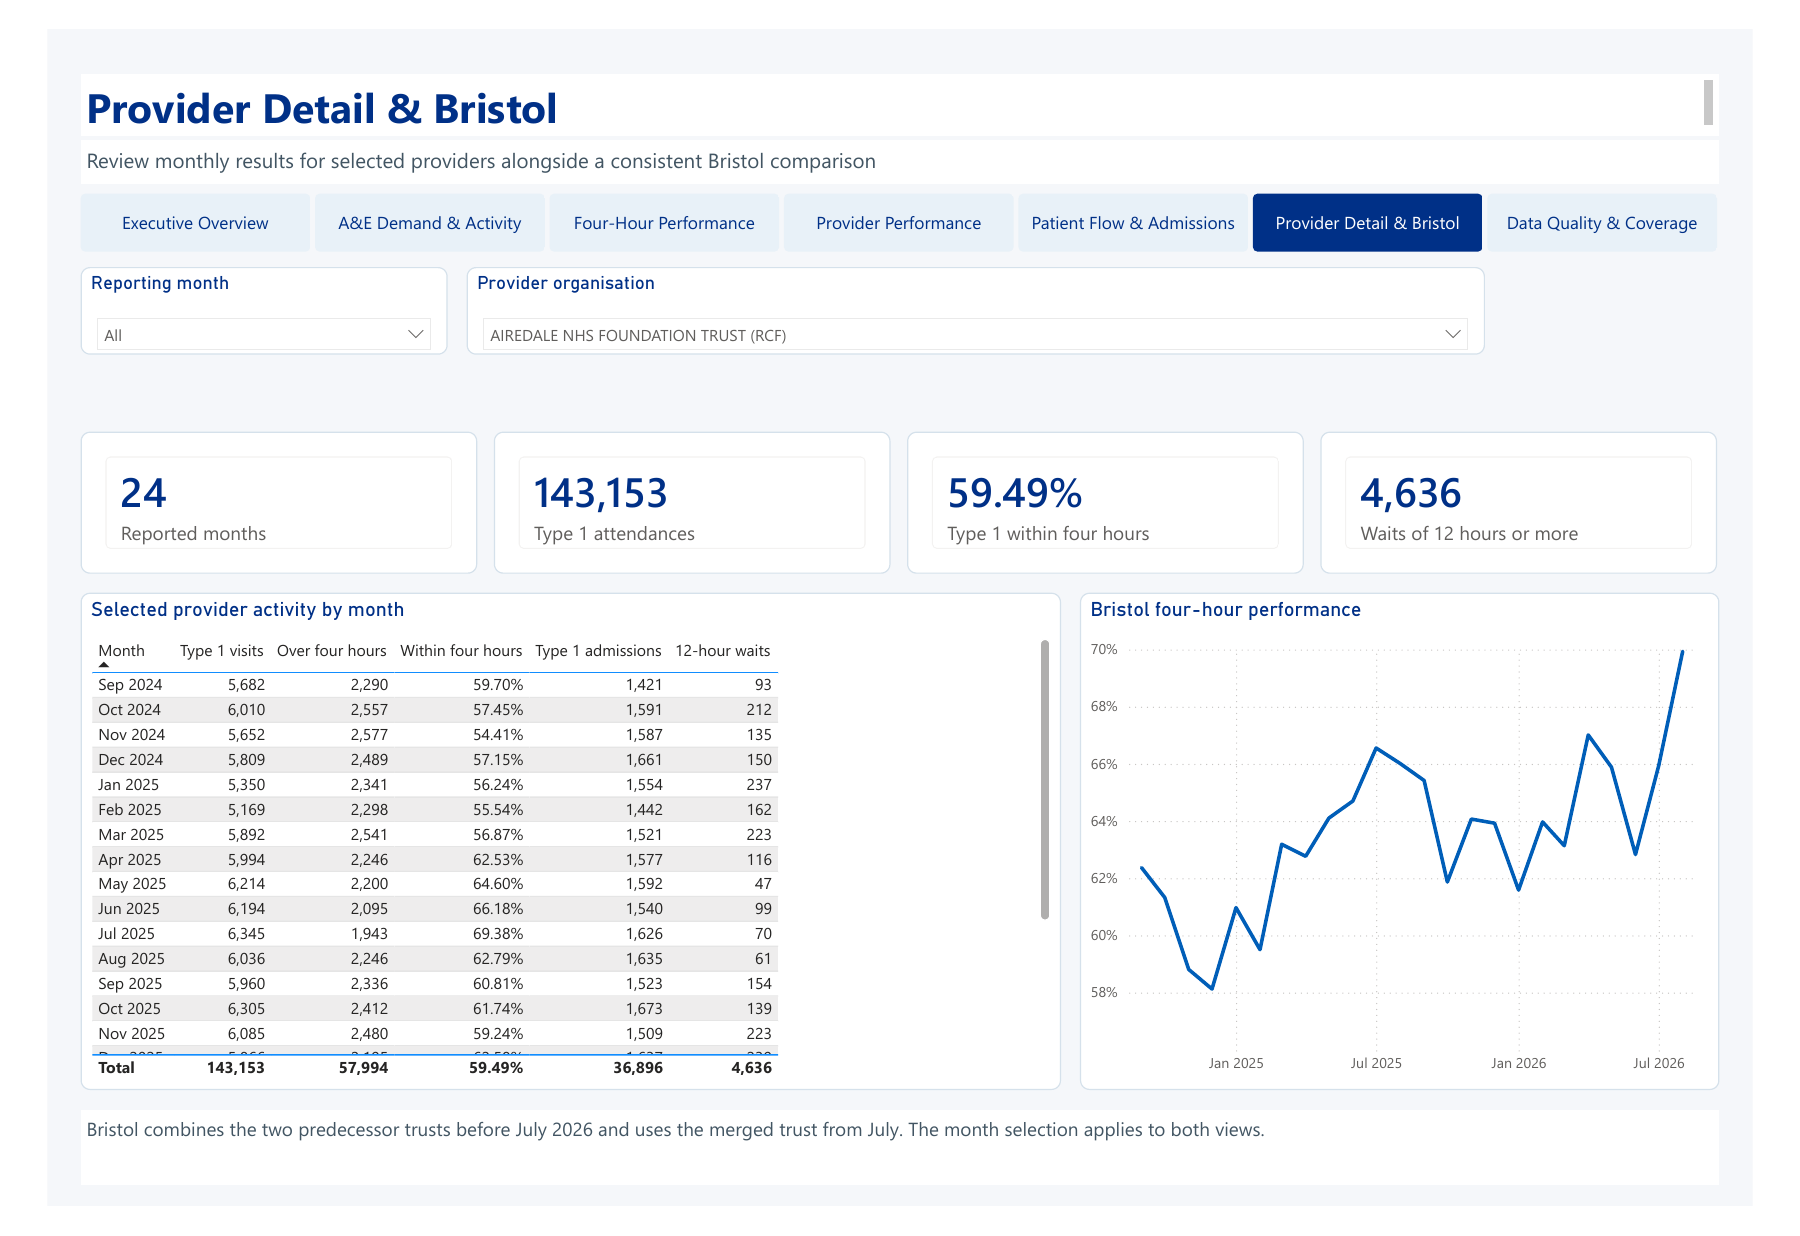 Provider Detail & Bristol
Review monthly results for selected providers alongside a consistent Bristol comparison
Executive Overview A&E Demand & Activity Four-Hour Performance Provider Performance Patient Flow & Admissions Provider Detail & Bristol Data Quality & Coverage
Reporting month
All
Provider organisation
AIREDALE NHS FOUNDATION TRUST (RCF)
24
Reported months
143,153
Type 1 attendances
59.49%
Type 1 within four hours
4,636
Waits of 12 hours or more
Selected provider activity by month
Month Type 1 visits Over four hours Within four hours Type 1 admissions 12-hour waits
Sep 2024 5,682 2,290 59.70% 1,421 93
Oct 2024 6,010 2,557 57.45% 1,591 212
Nov 2024 5,652 2,577 54.41% 1,587 135
Dec 2024 5,809 2,489 57.15% 1,661 150
Jan 2025 5,350 2,341 56.24% 1,554 237
Feb 2025 5,169 2,298 55.54% 1,442 162
Mar 2025 5,892 2,541 56.87% 1,521 223
Apr 2025 5,994 2,246 62.53% 1,577 116
May 2025 6,214 2,200 64.60% 1,592 47
Jun 2025 6,194 2,095 66.18% 1,540 99
Jul 2025 6,345 1,943 69.38% 1,626 70
Aug 2025 6,036 2,246 62.79% 1,635 61
Sep 2025 5,960 2,336 60.81% 1,523 154
Oct 2025 6,305 2,412 61.74% 1,673 139
Nov 2025 6,085 2,480 59.24% 1,509 223
Total 143,153 57,994 59.49% 36,896 4,636
Bristol four-hour performance
70%
68%
66%
64%
62%
60%
58%
Jan 2025 Jul 2025 Jan 2026 Jul 2026
Bristol combines the two predecessor trusts before July 2026 and uses the merged trust from July. The month selection applies to both views.